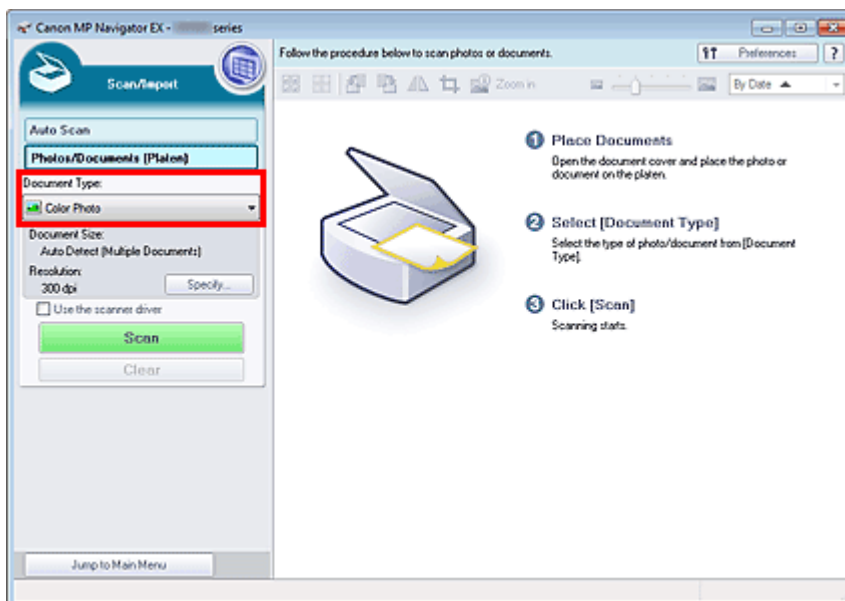 Canon MP Navigator EX - series
Scan/Import
Auto Scan
Photos/Documents (Platen)
Document Type:
Color Photo
Document Size:
Auto Detect (Multiple Documents)
Resolution:
300 dpi
Specify...
Use the scanner driver
Scan
Clear
Jump to Main Menu
Follow the procedure below to scan photos or documents.
Preferences
?
Zoom in
By Date
1 Place Documents
Open the document cover and place the photo or
document on the platen.
2 Select [Document Type]
Select the type of photo/document from [Document
Type].
3 Click [Scan]
Scanning starts.